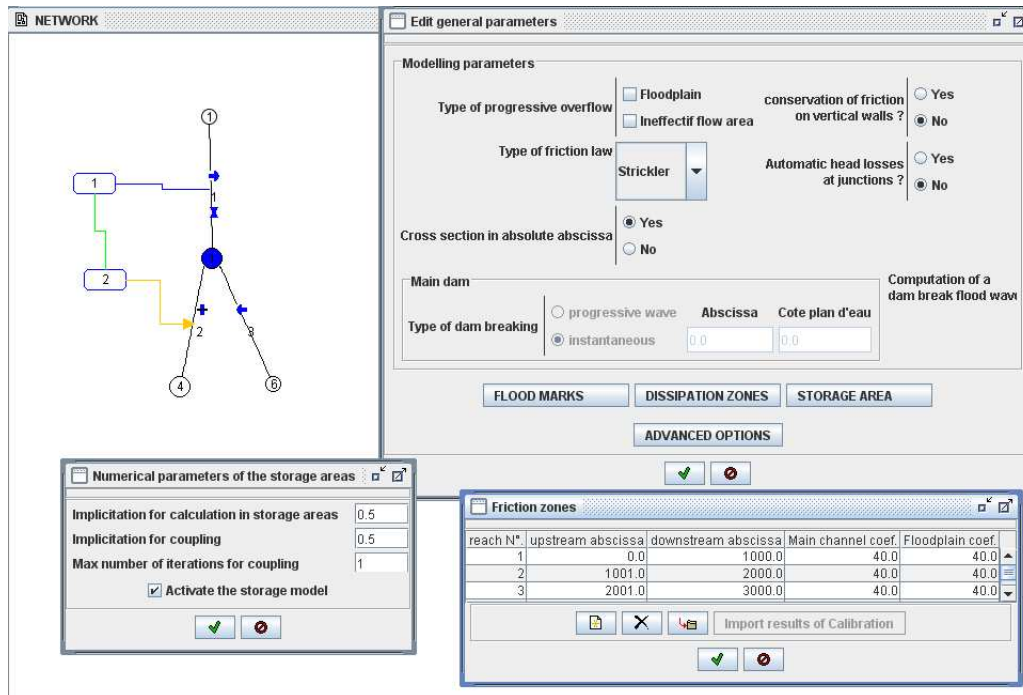 NETWORK
1
1
1
2
2
3
4
6
Edit general parameters
Modelling parameters
Type of progressive overflow
Floodplain
Ineffectif flow area
conservation of friction
on vertical walls ?
Yes
No
Type of friction law
Strickler
Automatic head losses
at junctions ?
Yes
No
Cross section in absolute abscissa
Yes
No
Main dam
Type of dam breaking
progressive wave
instantaneous
Abscissa
Cote plan d'eau
0.0
0.0
Computation of a
dam break flood wave
FLOOD MARKS
DISSIPATION ZONES
STORAGE AREA
ADVANCED OPTIONS
Numerical parameters of the storage areas
Implicitation for calculation in storage areas 0.5
Implicitation for coupling 0.5
Max number of iterations for coupling 1
Activate the storage model
Friction zones
reach N°. upstream abscissa downstream abscissa Main channel coef. Floodplain coef.
1 0.0 1000.0 40.0 40.0
2 1001.0 2000.0 40.0 40.0
3 2001.0 3000.0 40.0 40.0
Import results of Calibration